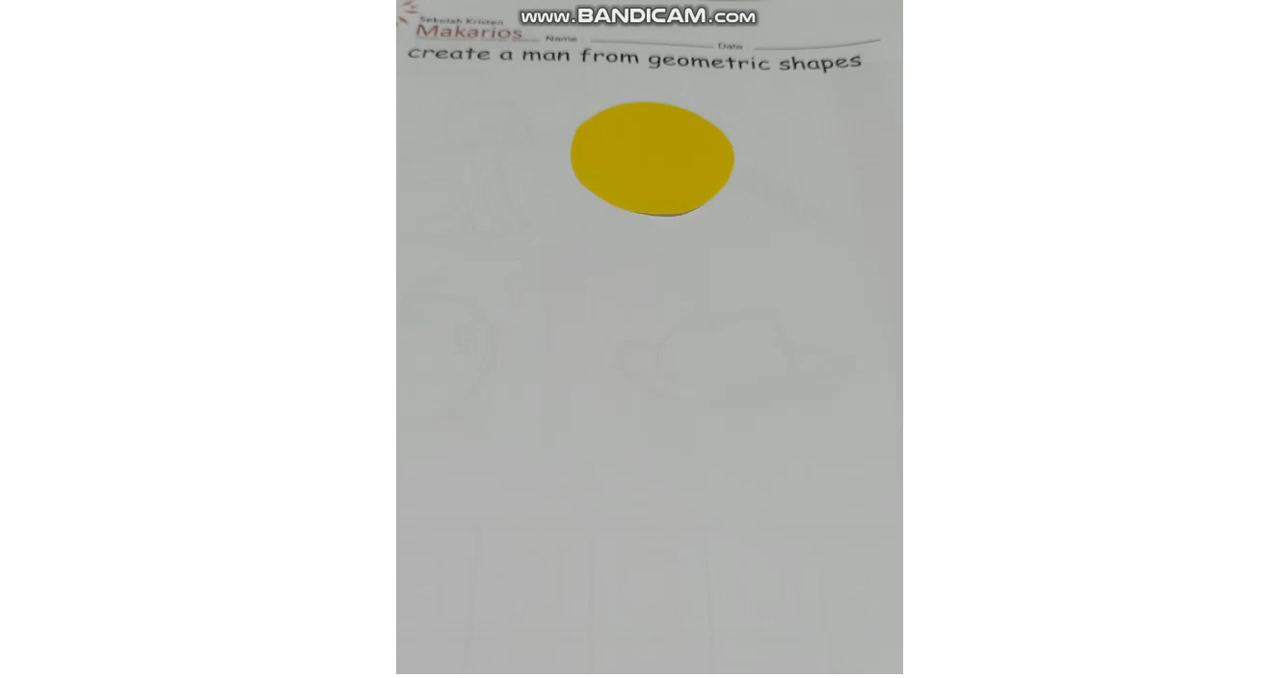 www.BANDICAM.com
Sekolah Kristen
Makarios
Name
Date
create a man from geometric shapes